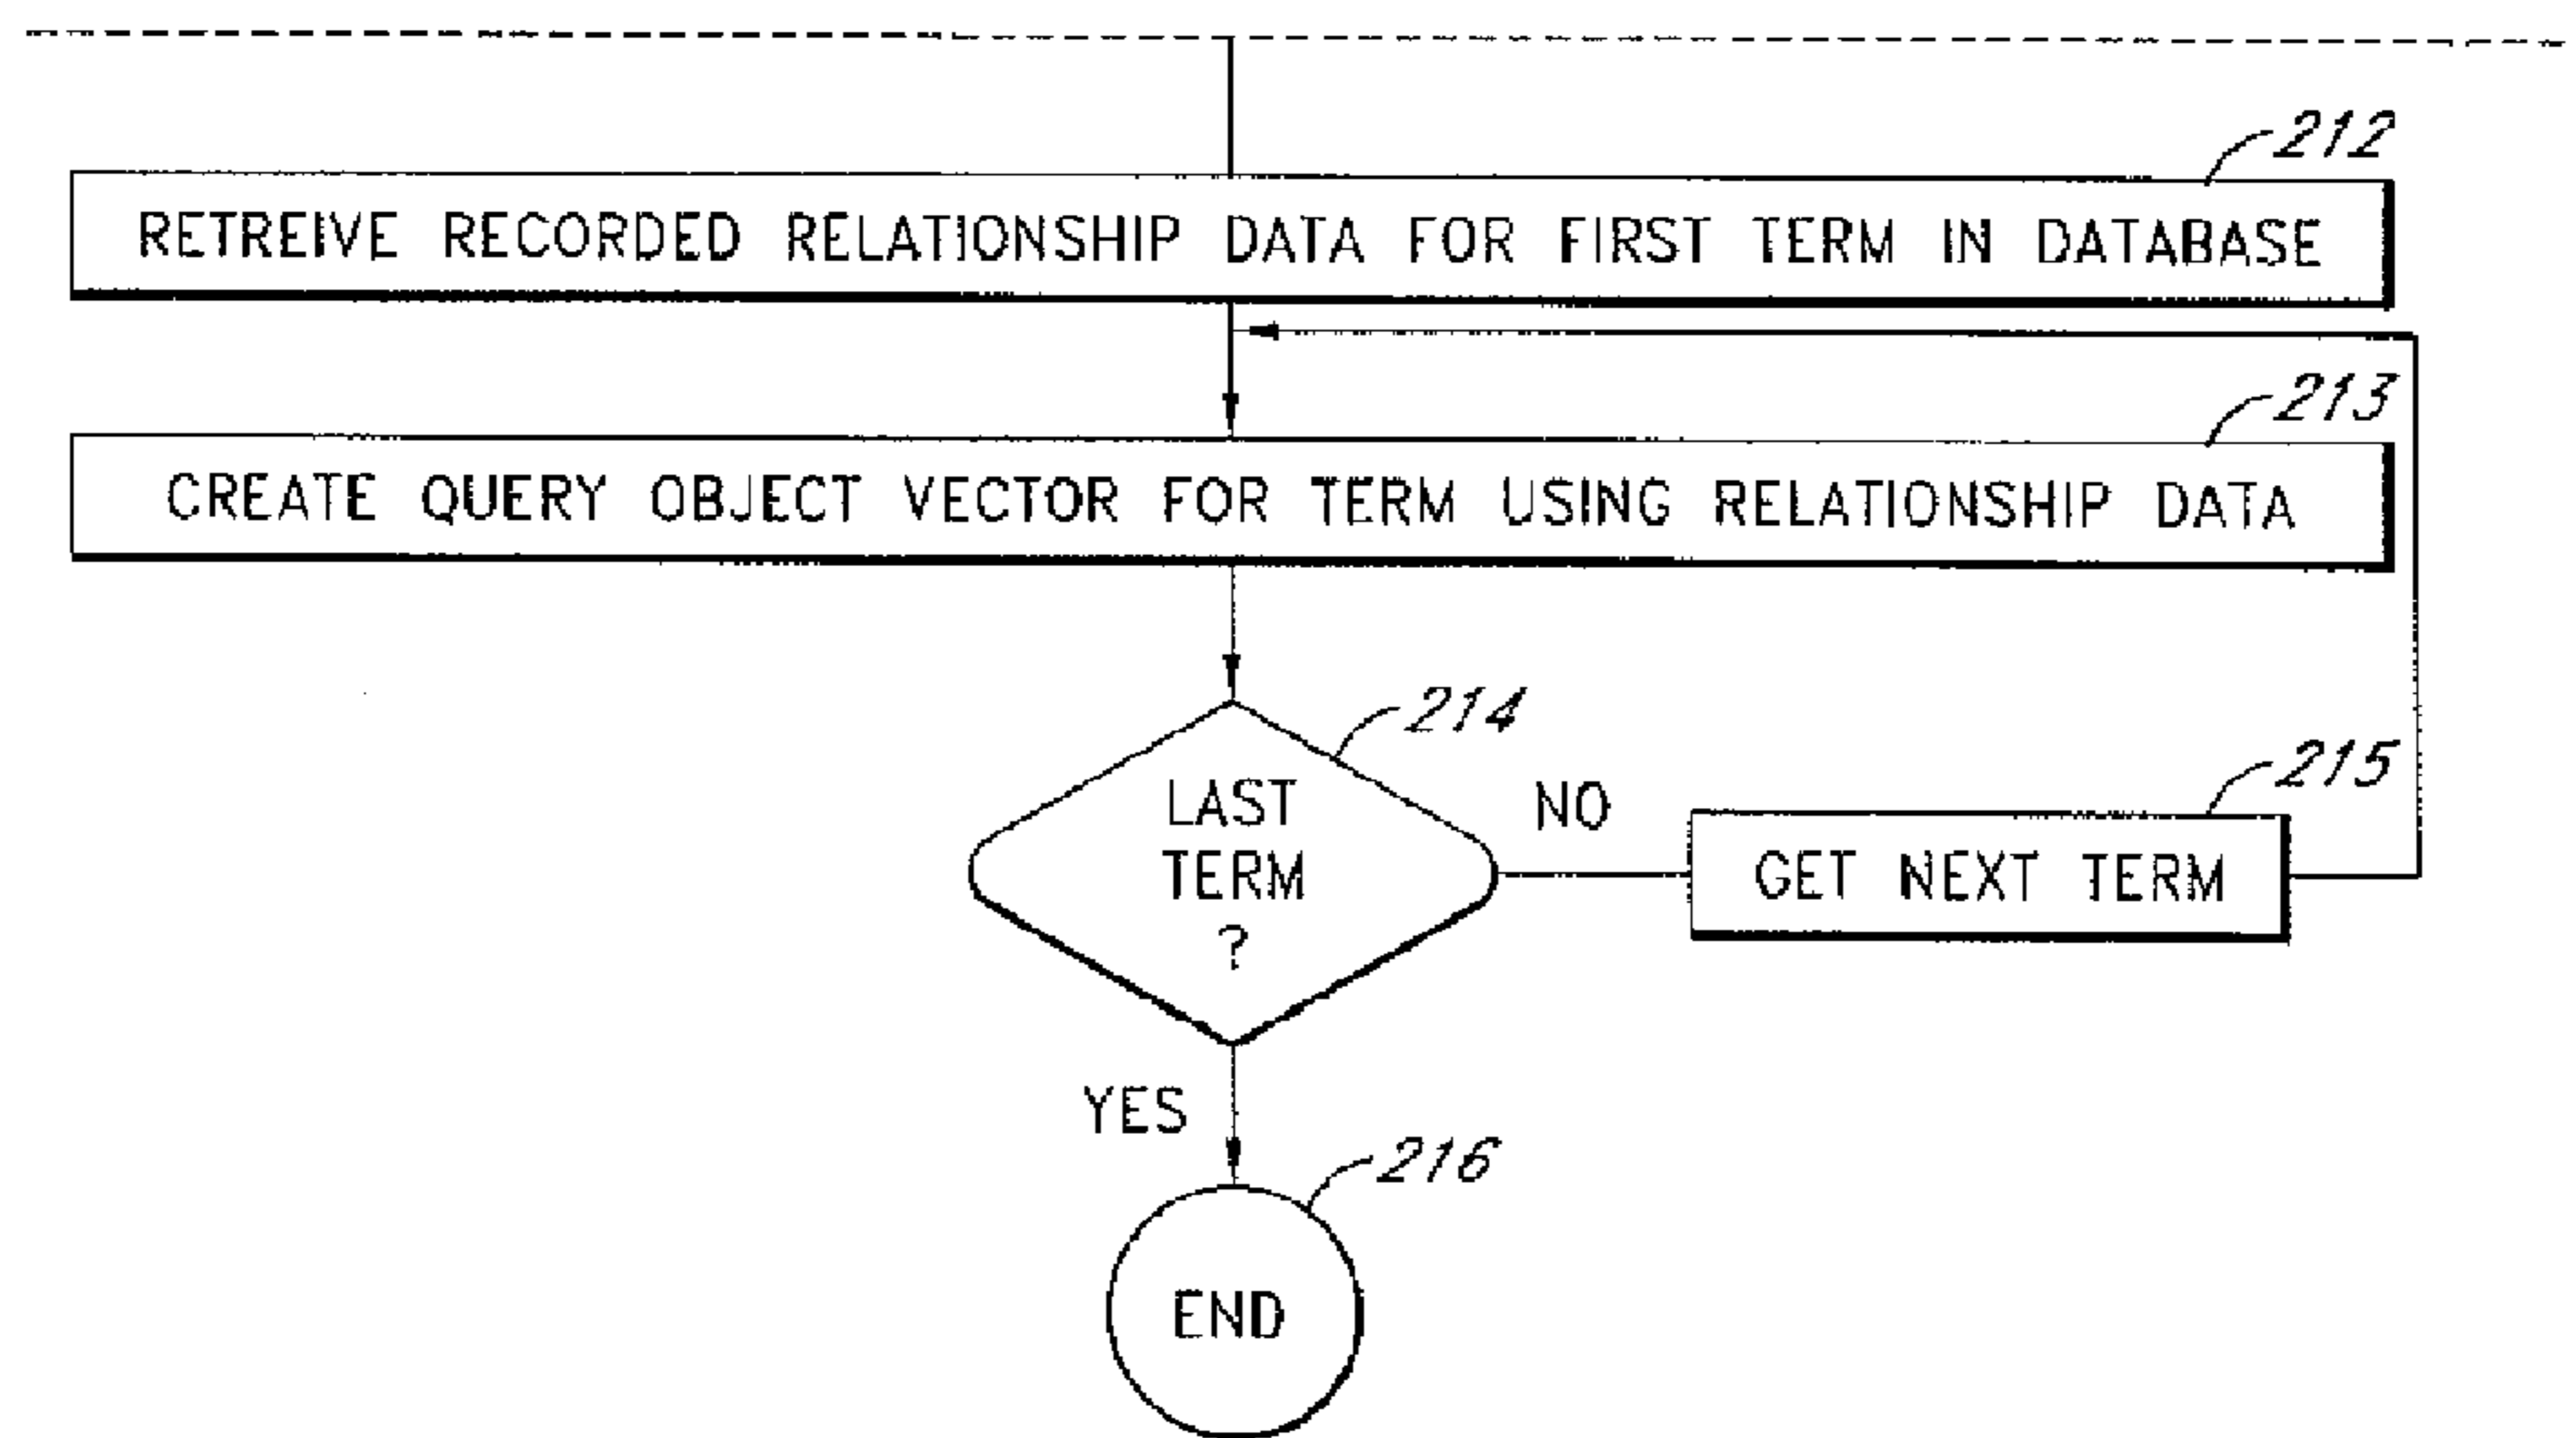 212
RETREIVE RECORDED RELATIONSHIP DATA FOR FIRST TERM IN DATABASE
213
CREATE QUERY OBJECT VECTOR FOR TERM USING RELATIONSHIP DATA
214
LAST
TERM
?
NO
215
GET NEXT TERM
YES
216
END